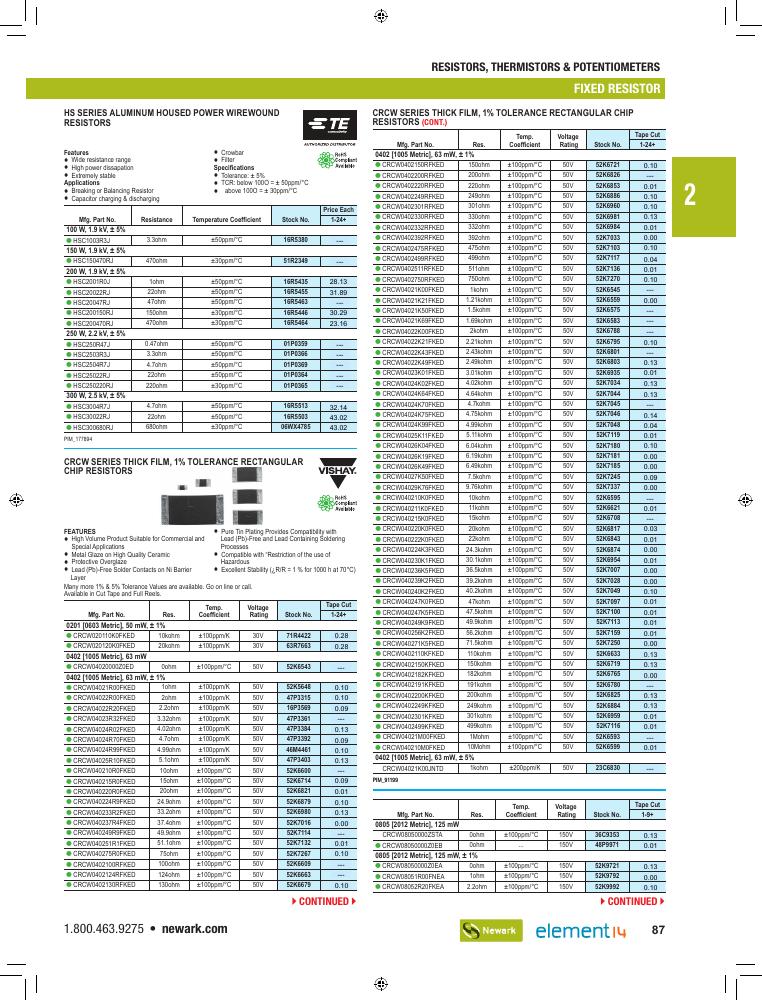 RESISTORS, THERMISTORS & POTENTIOMETERS
FIXED RESISTOR
2
HS SERIES ALUMINUM HOUSED POWER WIREWOUND
RESISTORS
TE
connectivity
AUTHORIZED DISTRIBUTOR
RoHS
Compliant
Available
Features
♦ Wide resistance range
♦ High power dissapation
♦ Extremely stable
Applications
♦ Breaking or Balancing Resistor
♦ Capacitor charging & discharging
♦ Crowbar
♦ Filter
Specifications
♦ Tolerance: ± 5%
♦ TCR: below 100Ο = ± 50ppm/°C
♦ above 100Ο = ± 30ppm/°C
Price Each
Mfg. Part No. Resistance Temperature Coefficient Stock No. 1-24+
100 W, 1.9 kV, ± 5%
HSC1003R3J 3.3ohm ±50ppm/°C 16R5380 ---
150 W, 1.9 kV, ± 5%
HSC150470RJ 470ohm ±30ppm/°C 51R2349 ---
200 W, 1.9 kV, ± 5%
HSC2001R0J 1ohm ±50ppm/°C 16R5435 28.13
HSC20022RJ 22ohm ±50ppm/°C 16R5455 31.89
HSC20047RJ 47ohm ±50ppm/°C 16R5463 ---
HSC200150RJ 150ohm ±30ppm/°C 16R5446 30.29
HSC200470RJ 470ohm ±30ppm/°C 16R5464 23.16
250 W, 2.2 kV, ± 5%
HSC250R47J 0.47ohm ±50ppm/°C 01P0359 ---
HSC2503R3J 3.3ohm ±50ppm/°C 01P0366 ---
HSC2504R7J 4.7ohm ±50ppm/°C 01P0369 ---
HSC25022RJ 22ohm ±50ppm/°C 01P0364 ---
HSC250220RJ 220ohm ±30ppm/°C 01P0365 ---
300 W, 2.5 kV, ± 5%
HSC3004R7J 4.7ohm ±50ppm/°C 16R5513 32.14
HSC30022RJ 22ohm ±50ppm/°C 16R5503 43.02
HSC300680RJ 680ohm ±30ppm/°C 06WX4785 43.02
PIM_177894
CRCW SERIES THICK FILM, 1% TOLERANCE RECTANGULAR
CHIP RESISTORS
VISHAY.
RoHS
Compliant
Available
FEATURES
♦ High Volume Product Suitable for Commercial and
Special Applications
♦ Metal Glaze on High Quality Ceramic
♦ Protective Overglaze
♦ Lead (Pb)-Free Solder Contacts on Ni Barrier
Layer
♦ Pure Tin Plating Provides Compatibility with
Lead (Pb)-Free and Lead Containing Soldering
Processes
♦ Compatible with "Restriction of the use of
Hazardous
♦ Excellent Stability (¿R/R = 1 % for 1000 h at 70°C)
Many more 1% & 5% Tolerance Values are available. Go on line or call.
Available in Cut Tape and Full Reels.
Tape Cut
Mfg. Part No. Res. Temp. Coefficient Voltage Rating Stock No. 1-24+
0201 [0603 Metric], 50 mW, ± 1%
CRCW020110K0FKED 10kohm ±100ppm/K 30V 71R4422 0.28
CRCW020120K0FKED 20kohm ±100ppm/K 30V 63R7663 0.28
0402 [1005 Metric], 63 mW
CRCW04020000Z0ED 0ohm ±100ppm/°C 50V 52K6543 ---
0402 [1005 Metric], 63 mW, ± 1%
CRCW04021R00FKED 1ohm ±100ppm/K 50V 52K5648 0.10
CRCW04022R00FKED 2ohm ±100ppm/K 50V 47P3315 0.10
CRCW04022R20FKED 2.2ohm ±100ppm/K 50V 16P3569 0.09
CRCW04023R32FKED 3.32ohm ±100ppm/K 50V 47P3361 ---
CRCW04024R02FKED 4.02ohm ±100ppm/K 50V 47P3384 0.13
CRCW04024R70FKED 4.7ohm ±100ppm/K 50V 47P3392 0.09
CRCW04024R99FKED 4.99ohm ±100ppm/K 50V 46M4461 0.10
CRCW04025R10FKED 5.1ohm ±100ppm/K 50V 47P3403 0.13
CRCW040210R0FKED 10ohm ±100ppm/°C 50V 52K6600 ---
CRCW040215R0FKED 15ohm ±100ppm/°C 50V 52K6714 0.09
CRCW040220R0FKED 20ohm ±100ppm/°C 50V 52K6821 0.01
CRCW040224R9FKED 24.9ohm ±100ppm/°C 50V 52K6879 0.10
CRCW040233R2FKED 33.2ohm ±100ppm/°C 50V 52K6980 0.13
CRCW040237R4FKED 37.4ohm ±100ppm/°C 50V 52K7016 0.00
CRCW040249R9FKED 49.9ohm ±100ppm/°C 50V 52K7114 ---
CRCW040251R1FKED 51.1ohm ±100ppm/°C 50V 52K7132 0.01
CRCW040275R0FKED 75ohm ±100ppm/°C 50V 52K7267 0.10
CRCW0402100RFKED 100ohm ±100ppm/°C 50V 52K6609 ---
CRCW0402124RFKED 124ohm ±100ppm/°C 50V 52K6663 ---
CRCW0402130RFKED 130ohm ±100ppm/°C 50V 52K6679 0.10
CONTINUED
CRCW SERIES THICK FILM, 1% TOLERANCE RECTANGULAR CHIP
RESISTORS (CONT.)
Tape Cut
Mfg. Part No. Res. Temp. Coefficient Voltage Rating Stock No. 1-24+
0402 [1005 Metric], 63 mW, ± 1%
CRCW0402150RFKED 150ohm ±100ppm/°C 50V 52K6721 0.10
CRCW0402200RFKED 200ohm ±100ppm/°C 50V 52K6826 ---
CRCW0402220RFKED 220ohm ±100ppm/°C 50V 52K6853 0.01
CRCW0402249RFKED 249ohm ±100ppm/°C 50V 52K6886 0.10
CRCW0402301RFKED 301ohm ±100ppm/°C 50V 52K6960 0.10
CRCW0402330RFKED 330ohm ±100ppm/°C 50V 52K6981 0.13
CRCW0402332RFKED 332ohm ±100ppm/°C 50V 52K6984 0.01
CRCW0402392RFKED 392ohm ±100ppm/°C 50V 52K7033 0.00
CRCW0402475RFKED 475ohm ±100ppm/°C 50V 52K7103 0.10
CRCW0402499RFKED 499ohm ±100ppm/°C 50V 52K7117 0.04
CRCW0402511RFKED 511ohm ±100ppm/°C 50V 52K7136 0.01
CRCW0402750RFKED 750ohm ±100ppm/°C 50V 52K7270 0.10
CRCW04021K00FKED 1kohm ±100ppm/°C 50V 52K6545 ---
CRCW04021K21FKED 1.21kohm ±100ppm/°C 50V 52K6559 0.00
CRCW04021K50FKED 1.5kohm ±100ppm/°C 50V 52K6575 ---
CRCW04021K69FKED 1.69kohm ±100ppm/°C 50V 52K6583 ---
CRCW04022K00FKED 2kohm ±100ppm/°C 50V 52K6788 ---
CRCW04022K21FKED 2.21kohm ±100ppm/°C 50V 52K6795 0.10
CRCW04022K43FKED 2.43kohm ±100ppm/°C 50V 52K6801 ---
CRCW04022K49FKED 2.49kohm ±100ppm/°C 50V 52K6803 0.13
CRCW04023K01FKED 3.01kohm ±100ppm/°C 50V 52K6935 0.01
CRCW04024K02FKED 4.02kohm ±100ppm/°C 50V 52K7034 0.13
CRCW04024K64FKED 4.64kohm ±100ppm/°C 50V 52K7044 0.13
CRCW04024K70FKED 4.7kohm ±100ppm/°C 50V 52K7045 ---
CRCW04024K75FKED 4.75kohm ±100ppm/°C 50V 52K7046 0.14
CRCW04024K99FKED 4.99kohm ±100ppm/°C 50V 52K7048 0.04
CRCW04025K11FKED 5.11kohm ±100ppm/°C 50V 52K7119 0.01
CRCW04026K04FKED 6.04kohm ±100ppm/°C 50V 52K7180 0.10
CRCW04026K19FKED 6.19kohm ±100ppm/°C 50V 52K7181 0.00
CRCW04026K49FKED 6.49kohm ±100ppm/°C 50V 52K7185 0.00
CRCW04027K50FKED 7.5kohm ±100ppm/°C 50V 52K7245 0.09
CRCW04029K76FKED 9.76kohm ±100ppm/°C 50V 52K7337 0.00
CRCW040210K0FKED 10kohm ±100ppm/°C 50V 52K6595 ---
CRCW040211K0FKED 11kohm ±100ppm/°C 50V 52K6621 0.01
CRCW040215K0FKED 15kohm ±100ppm/°C 50V 52K6708 ---
CRCW040220K0FKED 20kohm ±100ppm/°C 50V 52K6817 0.03
CRCW040222K0FKED 22kohm ±100ppm/°C 50V 52K6843 0.01
CRCW040224K3FKED 24.3kohm ±100ppm/°C 50V 52K6874 0.00
CRCW040230K1FKED 30.1kohm ±100ppm/°C 50V 52K6954 0.01
CRCW040236K5FKED 36.5kohm ±100ppm/°C 50V 52K7007 0.00
CRCW040239K2FKED 39.2kohm ±100ppm/°C 50V 52K7028 0.00
CRCW040240K2FKED 40.2kohm ±100ppm/°C 50V 52K7049 0.10
CRCW040247K0FKED 47kohm ±100ppm/°C 50V 52K7097 0.01
CRCW040247K5FKED 47.5kohm ±100ppm/°C 50V 52K7100 0.01
CRCW040249K9FKED 49.9kohm ±100ppm/°C 50V 52K7113 0.01
CRCW040256K2FKED 56.2kohm ±100ppm/°C 50V 52K7159 0.01
CRCW040271K5FKED 71.5kohm ±100ppm/°C 50V 52K7250 0.00
CRCW0402110KFKED 110kohm ±100ppm/°C 50V 52K6633 0.13
CRCW0402150KFKED 150kohm ±100ppm/°C 50V 52K6719 0.13
CRCW0402182KFKED 182kohm ±100ppm/°C 50V 52K6765 0.00
CRCW0402191KFKED 191kohm ±100ppm/°C 50V 52K6780 ---
CRCW0402200KFKED 200kohm ±100ppm/°C 50V 52K6825 0.13
CRCW0402249KFKED 249kohm ±100ppm/°C 50V 52K6884 0.13
CRCW0402301KFKED 301kohm ±100ppm/°C 50V 52K6959 0.01
CRCW0402499KFKED 499kohm ±100ppm/°C 50V 52K7116 0.01
CRCW04021M00FKED 1Mohm ±100ppm/°C 50V 52K6593 ---
CRCW040210M0FKED 10Mohm ±100ppm/°C 50V 52K6599 0.01
0402 [1005 Metric], 63 mW, ± 5%
CRCW04021K00JNTD 1kohm ±200ppm/K 50V 23C6830 ---
PIM_91199
Tape Cut
Mfg. Part No. Res. Temp. Coefficient Voltage Rating Stock No. 1-9+
0805 [2012 Metric], 125 mW
CRCW08050000ZSTA 0ohm ±100ppm/°C 150V 36C9353 0.13
CRCW08050000Z0EB 0ohm ... 150V 48P9971 0.01
0805 [2012 Metric], 125 mW, ± 1%
CRCW08050000Z0EA 0ohm ±100ppm/°C 150V 52K9721 0.13
CRCW08051R00FNEA 1ohm ±100ppm/°C 150V 52K9792 0.00
CRCW08052R20FKEA 2.2ohm ±100ppm/°C 150V 52K9992 0.10
CONTINUED
1.800.463.9275 • newark.com
Newark
element14
87